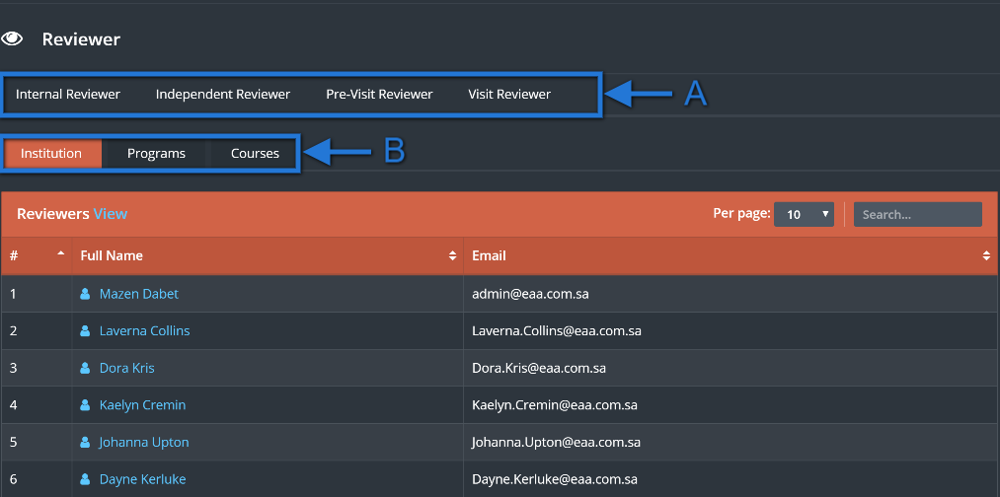 Reviewer
Internal Reviewer Independent Reviewer Pre-Visit Reviewer Visit Reviewer A
Institution Programs Courses B
Reviewers View Per page: 10 Search...
# Full Name Email
1 Mazen Dabet admin@eaa.com.sa
2 Laverna Collins Laverna.Collins@eaa.com.sa
3 Dora Kris Dora.Kris@eaa.com.sa
4 Kaelyn Cremin Kaelyn.Cremin@eaa.com.sa
5 Johanna Upton Johanna.Upton@eaa.com.sa
6 Dayne Kerluke Dayne.Kerluke@eaa.com.sa